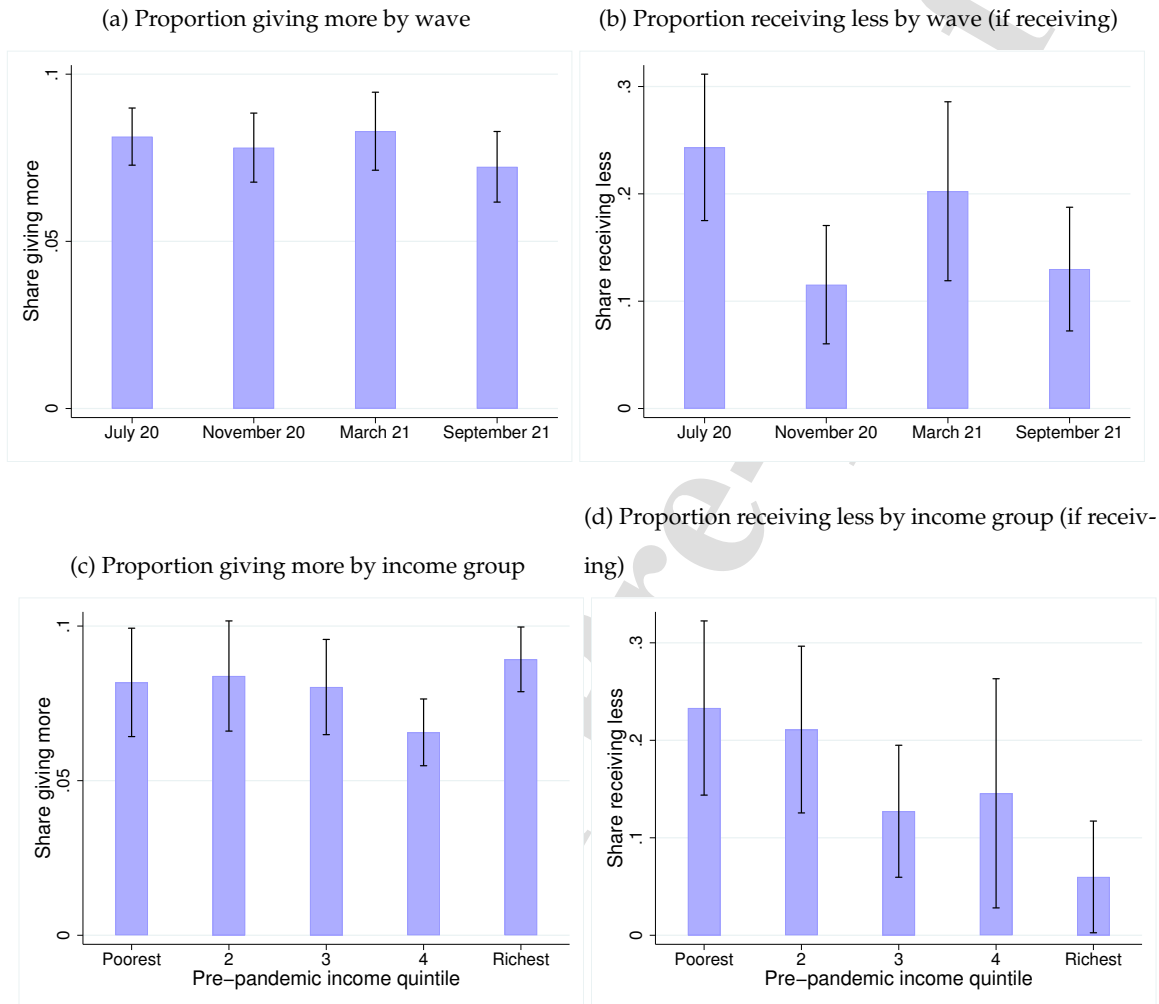 (a) Proportion giving more by wave
Share giving more
.1
.05
0
July 20 November 20 March 21 September 21
(b) Proportion receiving less by wave (if receiving)
Share receiving less
.3
.2
.1
0
July 20 November 20 March 21 September 21
(c) Proportion giving more by income group
Share giving more
.1
.05
0
Poorest 2 3 4 Richest
Pre-pandemic income quintile
(d) Proportion receiving less by income group (if receiv-
ing)
Share receiving less
.3
.2
.1
0
Poorest 2 3 4 Richest
Pre-pandemic income quintile